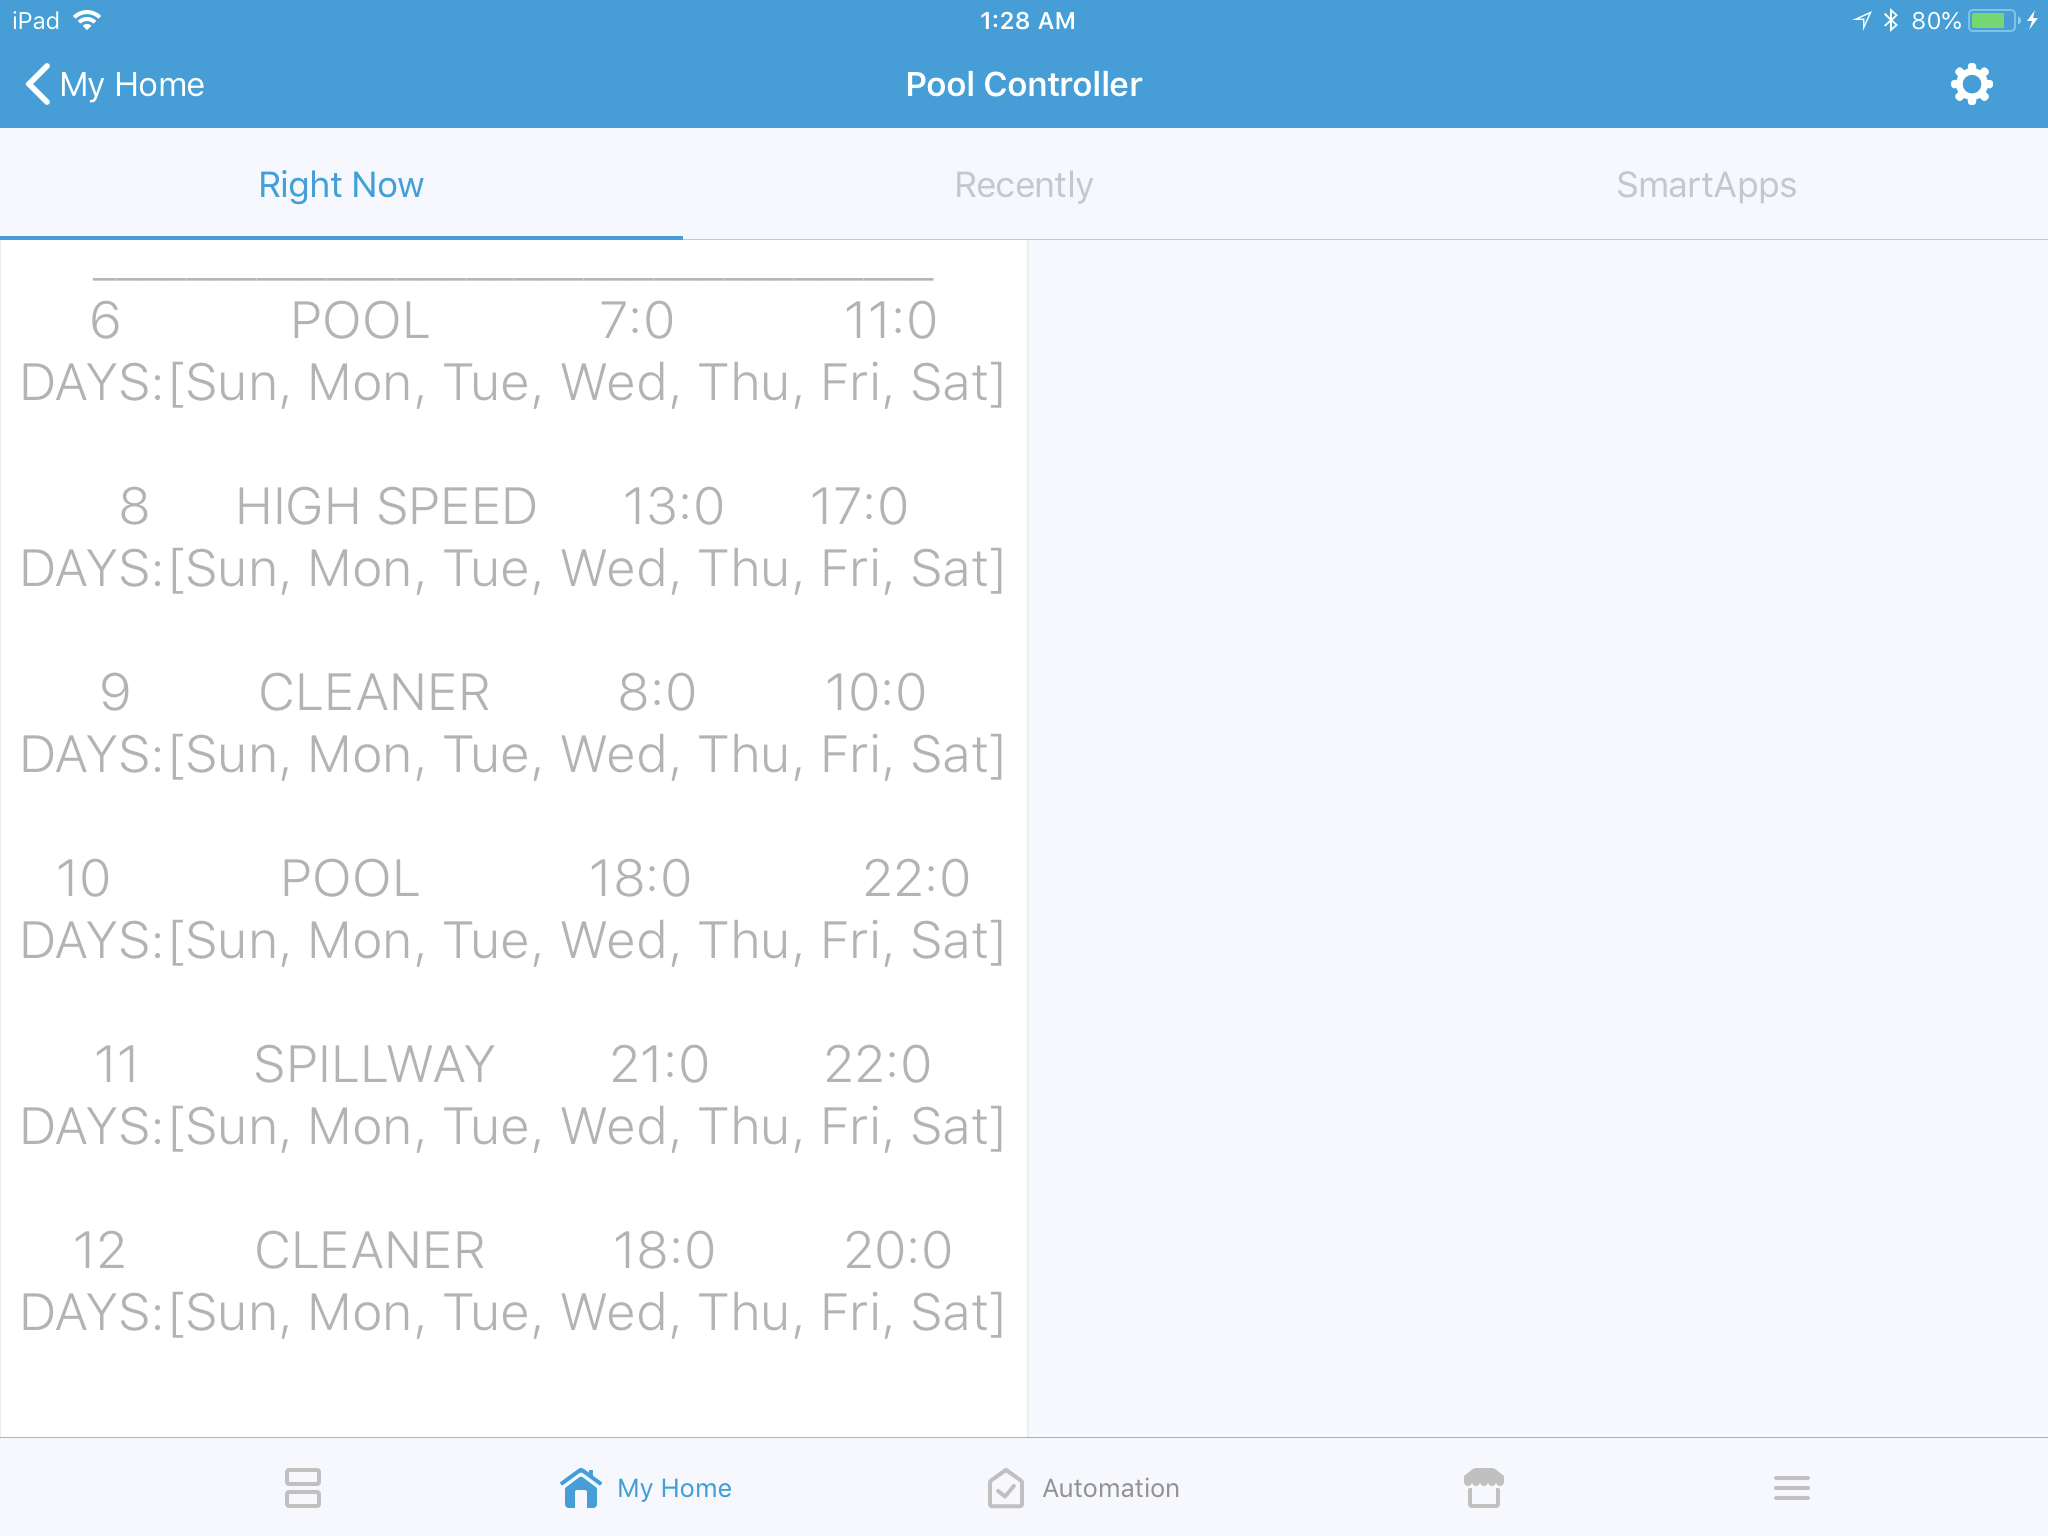 iPad 1:28 AM 80%
My Home Pool Controller
Right Now Recently SmartApps
6 POOL 7:0 11:0
DAYS:[Sun, Mon, Tue, Wed, Thu, Fri, Sat]
8 HIGH SPEED 13:0 17:0
DAYS:[Sun, Mon, Tue, Wed, Thu, Fri, Sat]
9 CLEANER 8:0 10:0
DAYS:[Sun, Mon, Tue, Wed, Thu, Fri, Sat]
10 POOL 18:0 22:0
DAYS:[Sun, Mon, Tue, Wed, Thu, Fri, Sat]
11 SPILLWAY 21:0 22:0
DAYS:[Sun, Mon, Tue, Wed, Thu, Fri, Sat]
12 CLEANER 18:0 20:0
DAYS:[Sun, Mon, Tue, Wed, Thu, Fri, Sat]
My Home Automation